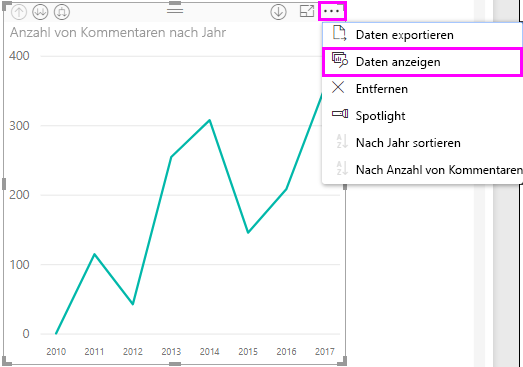 Anzahl von Kommentaren nach Jahr
400
300
200
100
0
2010 2011 2012 2013 2014 2015 2016 2017
Daten exportieren
Daten anzeigen
Entfernen
Spotlight
Nach Jahr sortieren
Nach Anzahl von Kommentaren